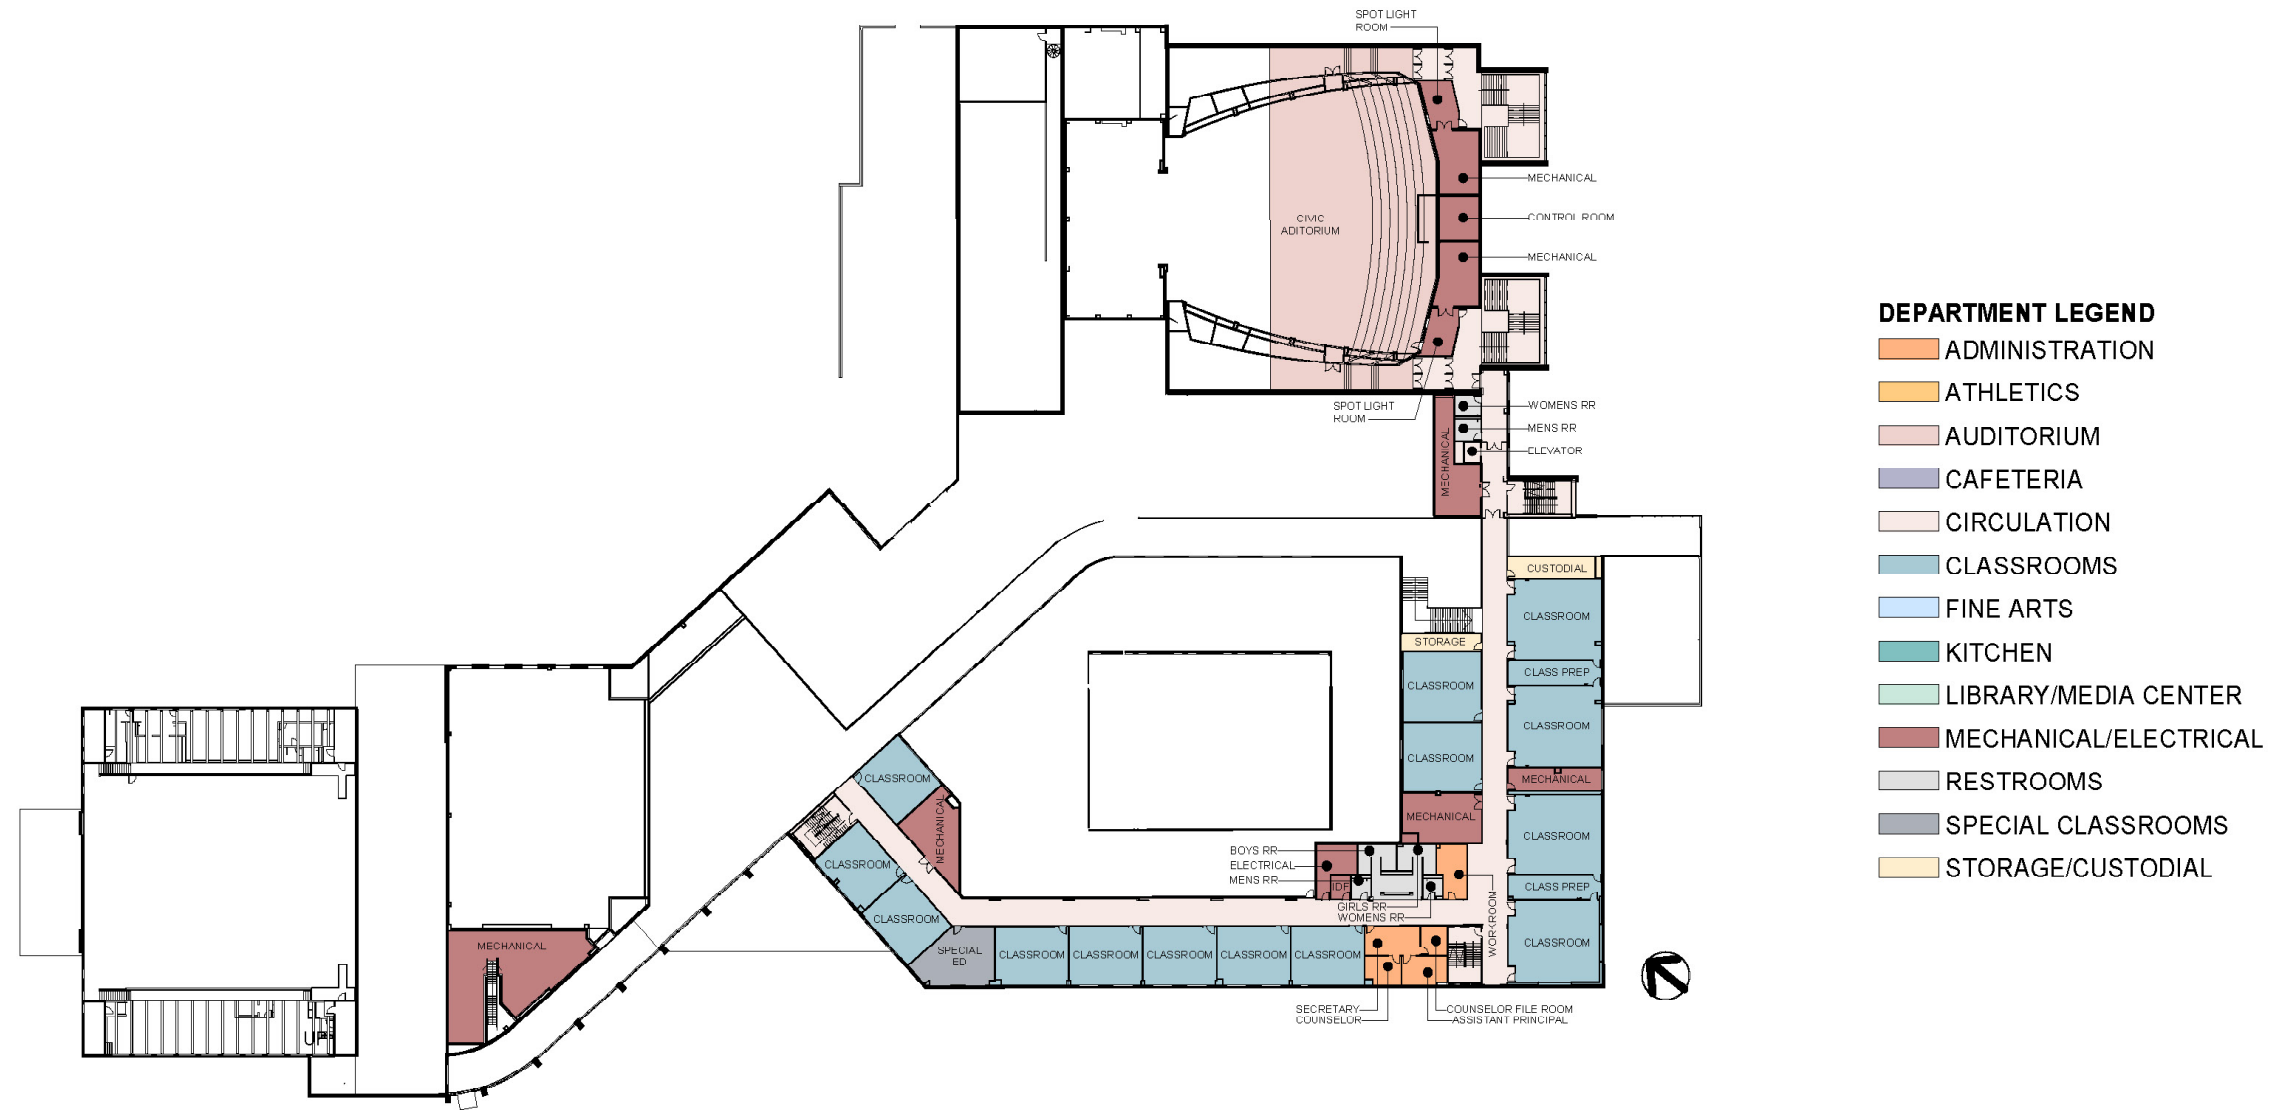 SPOT LIGHT
ROOM
MECHANICAL
CONTROL ROOM
CIVIC
ADITORIUM
MECHANICAL
SPOT LIGHT
ROOM
WOMENS RR
MENS RR
ELEVATOR
MECHANICAL
CUSTODIAL
CLASSROOM
STORAGE
CLASSROOM
CLASS PREP
CLASSROOM
CLASSROOM
MECHANICAL
MECHANICAL
CLASSROOM
CLASS PREP
CLASSROOM
WORKROOM
BOYS RR
ELECTRICAL
MENS RR
IDF
GIRLS RR
WOMENS RR
CLASSROOM
MECHANICAL
CLASSROOM
CLASSROOM
SPECIAL
ED
CLASSROOM
CLASSROOM
CLASSROOM
CLASSROOM
CLASSROOM
SECRETARY
COUNSELOR
COUNSELOR FILE ROOM
ASSISTANT PRINCIPAL
MECHANICAL
DEPARTMENT LEGEND
ADMINISTRATION
ATHLETICS
AUDITORIUM
CAFETERIA
CIRCULATION
CLASSROOMS
FINE ARTS
KITCHEN
LIBRARY/MEDIA CENTER
MECHANICAL/ELECTRICAL
RESTROOMS
SPECIAL CLASSROOMS
STORAGE/CUSTODIAL